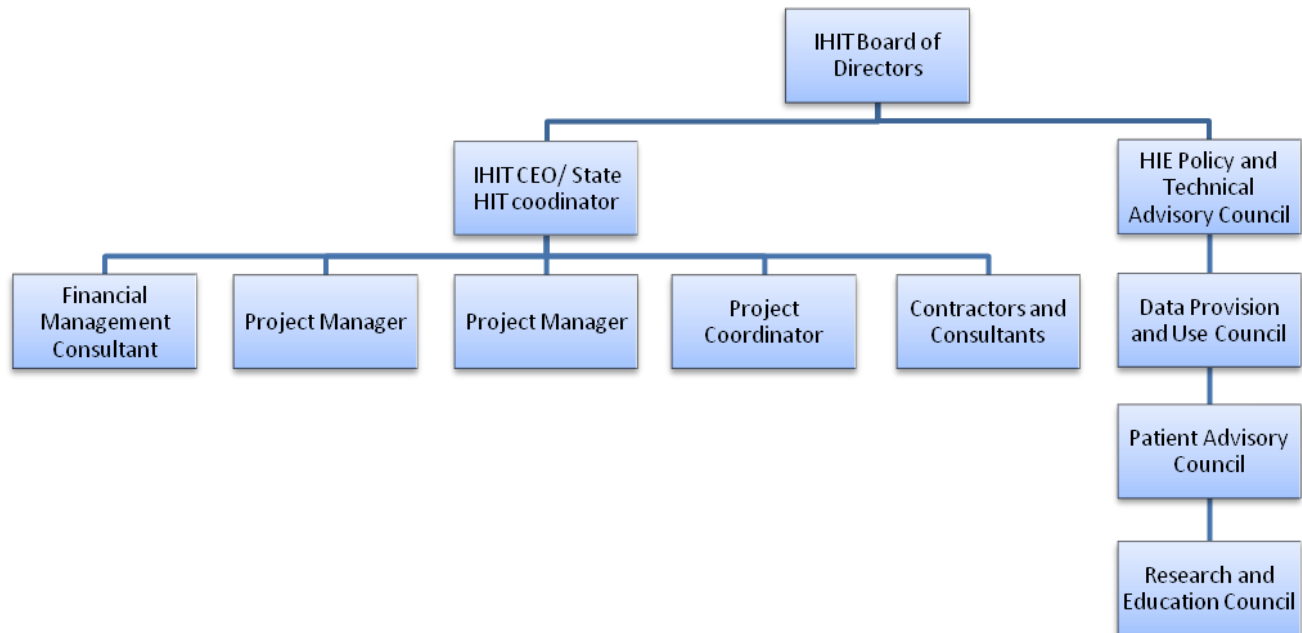 IHIT Board of
Directors
IHIT CEO/ State
HIT coodinator
HIE Policy and
Technical
Advisory Council
Financial
Management
Consultant
Project Manager
Project Manager
Project
Coordinator
Contractors and
Consultants
Data Provision
and Use Council
Patient Advisory
Council
Research and
Education Council